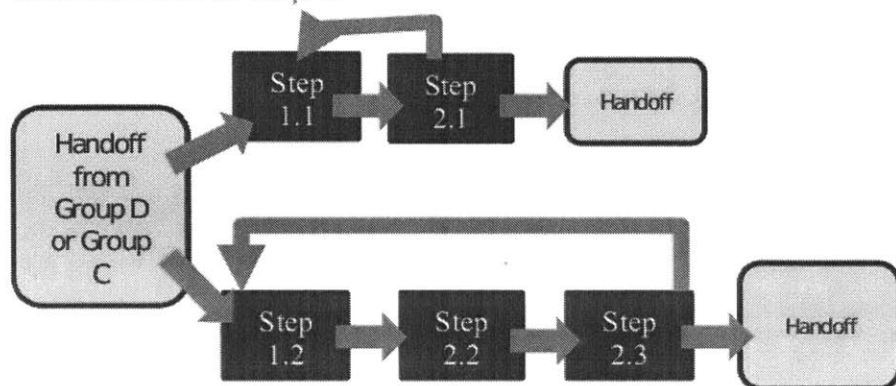 Step
1.1
Step
2.1
Handoff
Handoff
from
Group D
or Group
C
Step
1.2
Step
2.2
Step
2.3
Handoff